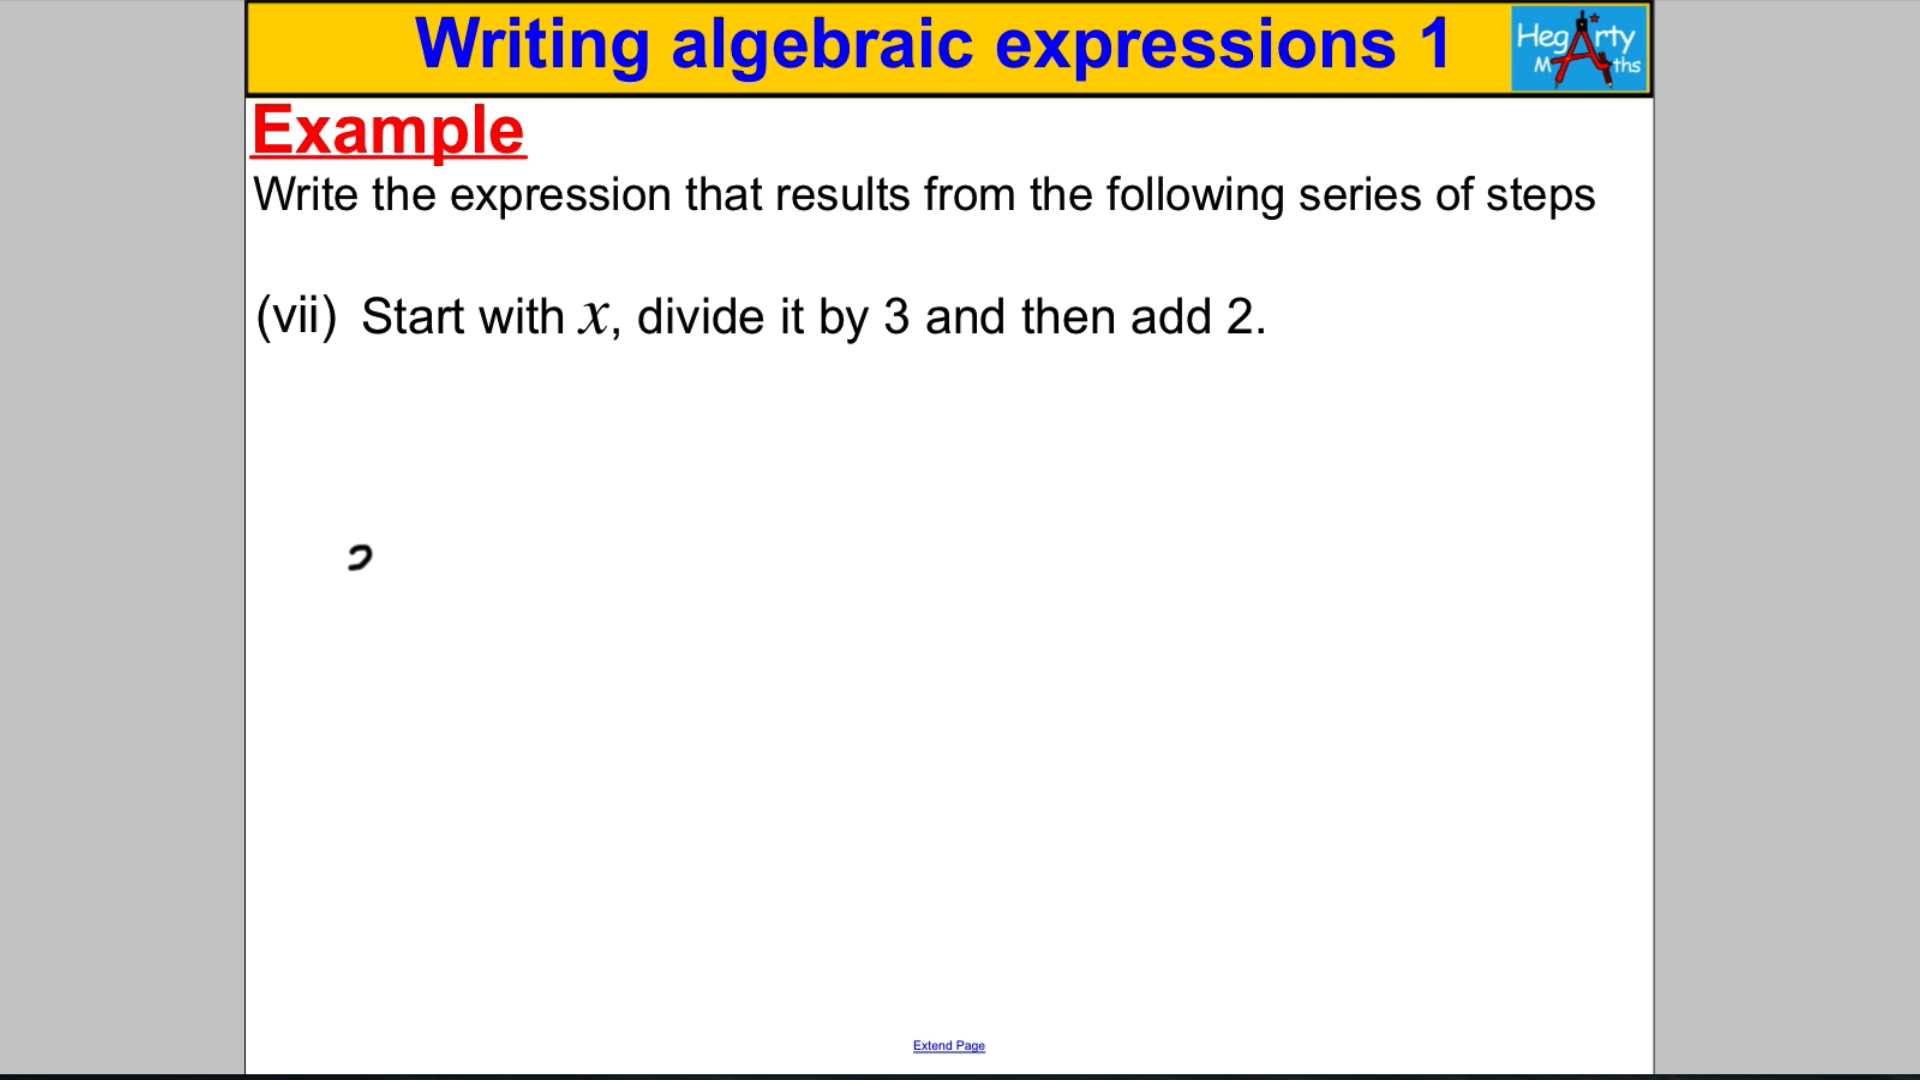 Writing algebraic expressions 1
Hegarty
Maths
Example
Write the expression that results from the following series of steps
(vii) Start with x, divide it by 3 and then add 2.
Extend Page